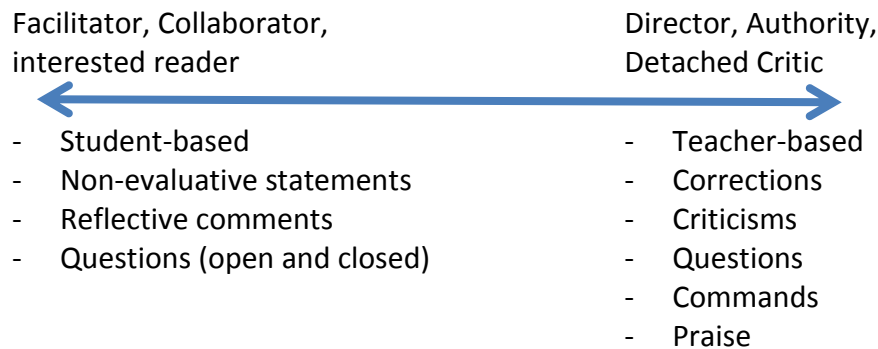 Facilitator, Collaborator,
interested reader
Director, Authority,
Detached Critic
- Student-based
- Non-evaluative statements
- Reflective comments
- Questions (open and closed)
- Teacher-based
- Corrections
- Criticisms
- Questions
- Commands
- Praise